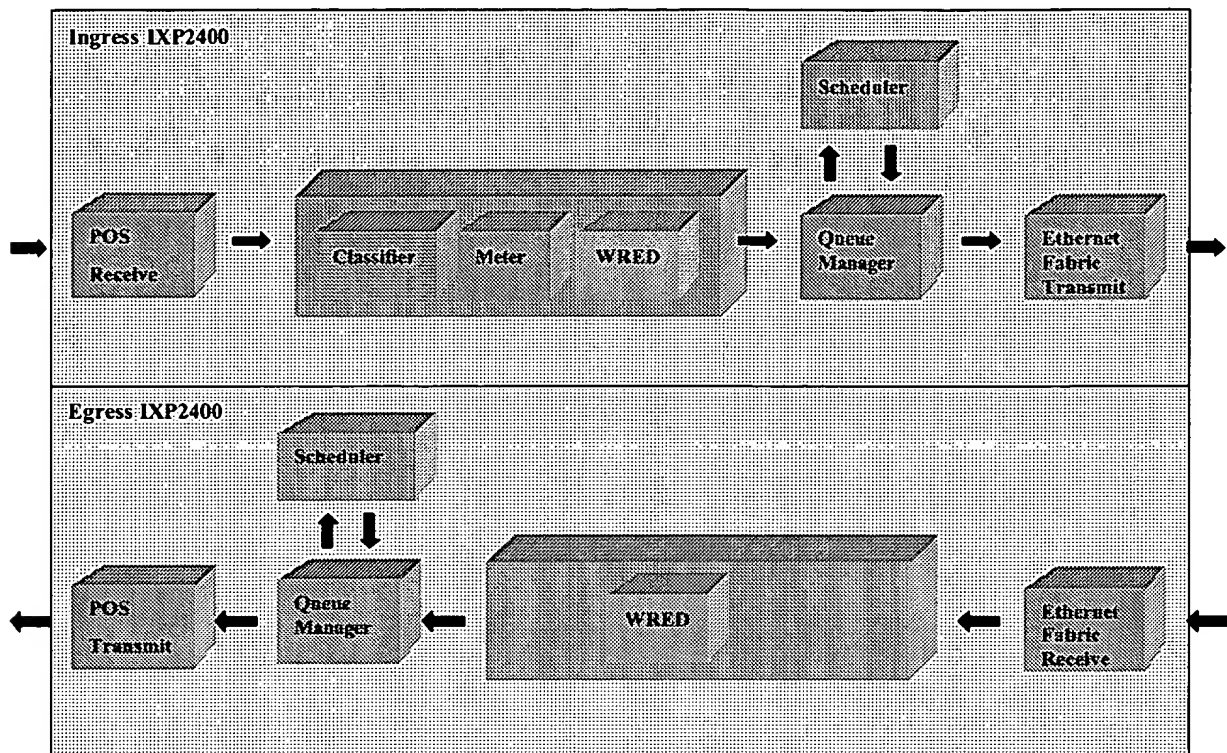 Ingress IXP2400
Scheduler
POS
Receive
Classifier
Meter
WRED
Queue
Manager
Ethernet
Fabric
Transmit
Egress IXP2400
Scheduler
POS
Transmit
Queue
Manager
WRED
Ethernet
Fabric
Receive